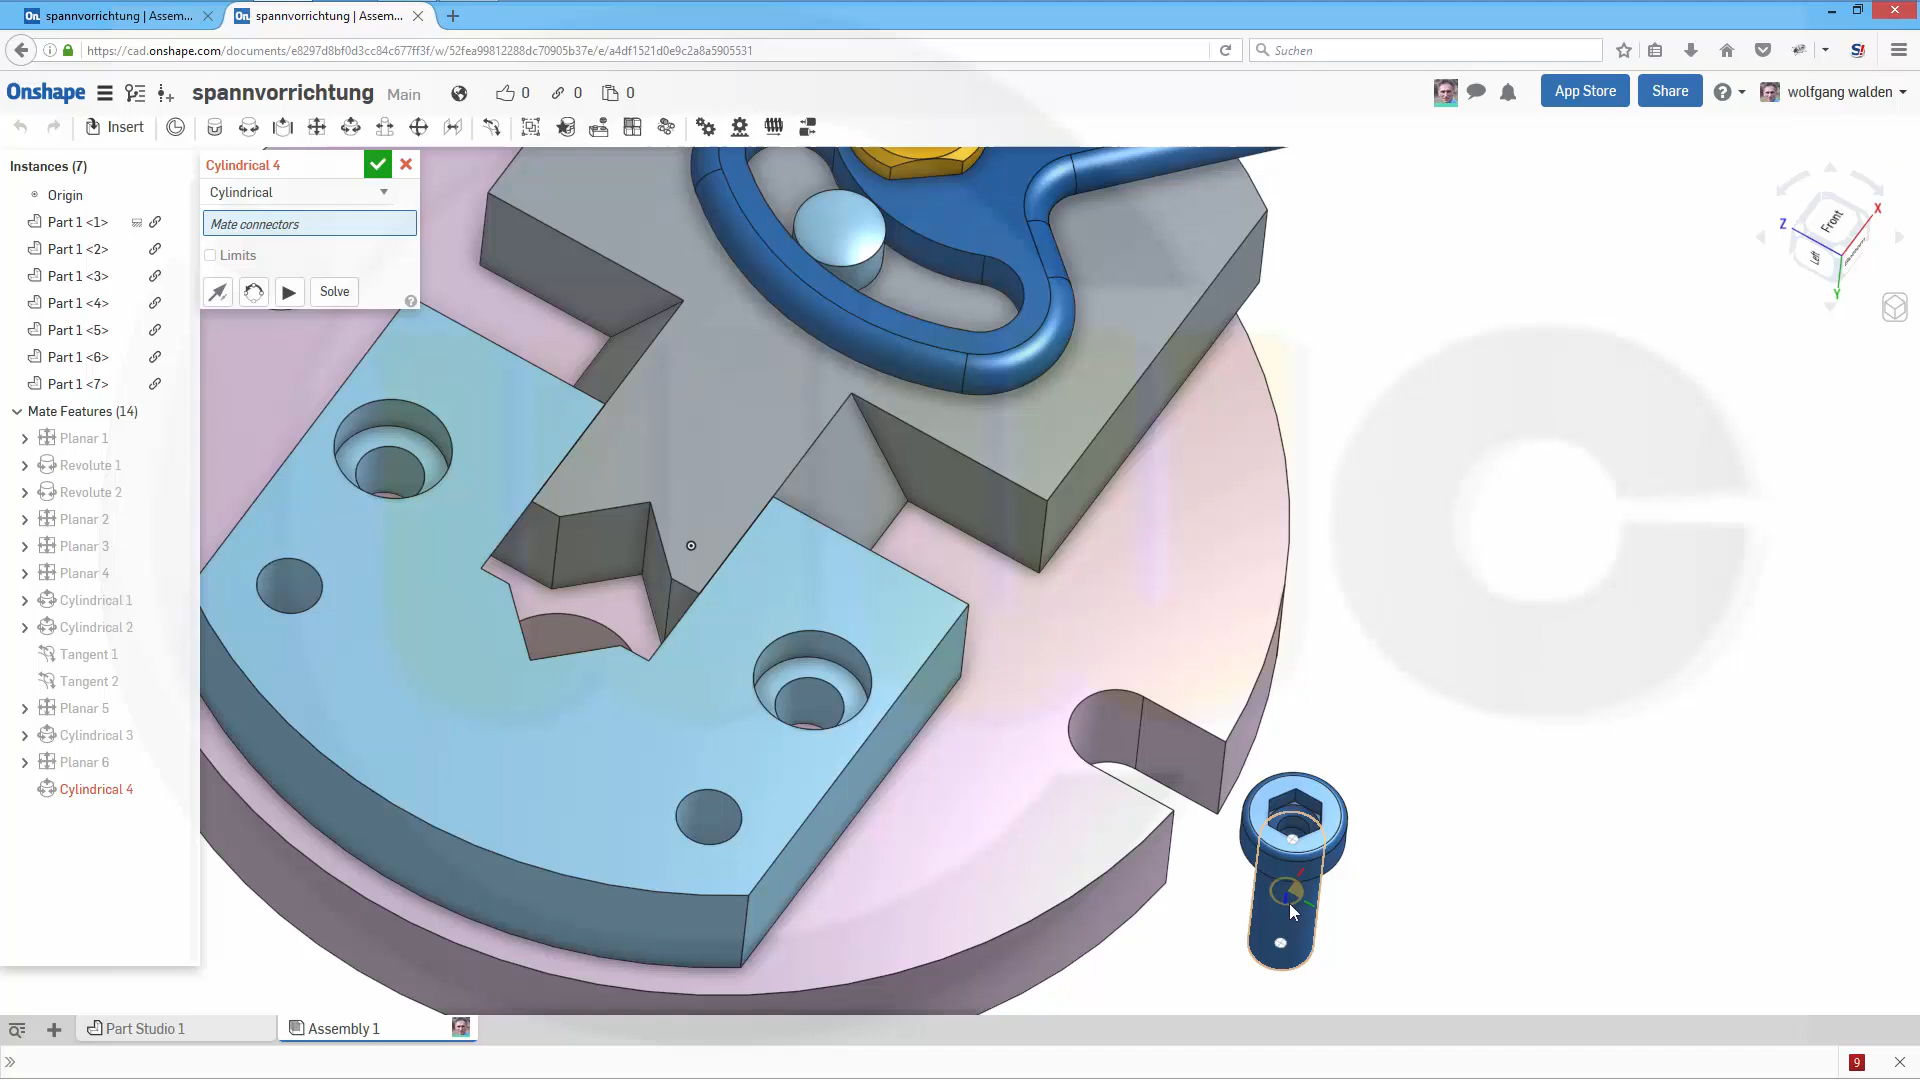 spannvorrichtung | Assem...
spannvorrichtung | Assem...
https://cad.onshape.com/documents/e8297d8bf0d3cc84c677ff3f/w/52fea99812288dc70905b37e/e/a4df1521d0e9c2a8a5905531
Suchen
Onshape
spannvorrichtung Main
0
0
0
App Store
Share
wolfgang walden
Insert
Instances (7)
Origin
Part 1 <1>
Part 1 <2>
Part 1 <3>
Part 1 <4>
Part 1 <5>
Part 1 <6>
Part 1 <7>
Mate Features (14)
Planar 1
Revolute 1
Revolute 2
Planar 2
Planar 3
Planar 4
Cylindrical 1
Cylindrical 2
Tangent 1
Tangent 2
Planar 5
Cylindrical 3
Planar 6
Cylindrical 4
Cylindrical 4
Cylindrical
Mate connectors
Limits
Solve
Front
Left
X
Z
Y
Part Studio 1
Assembly 1
9